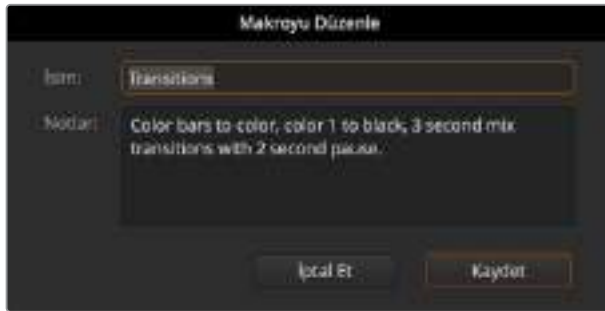 Makroyu Düzenle
İsim:
Transitions
Notlar:
Color bars to color, color 1 to black, 3 second mix
transitions with 2 second pause.
İptal Et
Kaydet